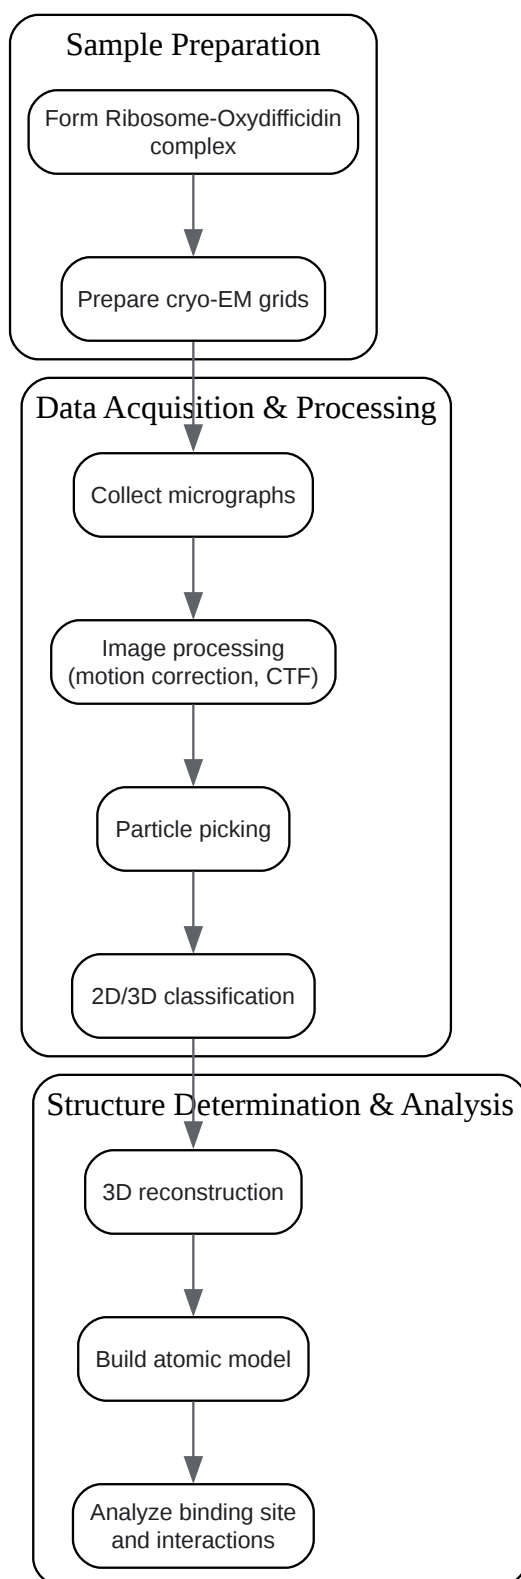 Sample Preparation
Form Ribosome-Oxydifficidin
complex
Prepare cryo-EM grids
Data Acquisition & Processing
Collect micrographs
Image processing
(motion correction, CTF)
Particle picking
2D/3D classification
Structure Determination & Analysis
3D reconstruction
Build atomic model
Analyze binding site
and interactions